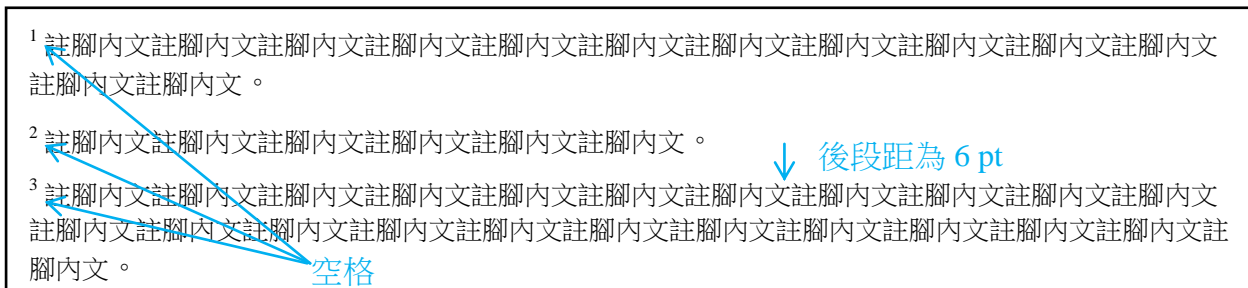 1 註腳內文註腳內文註腳內文註腳內文註腳內文註腳內文註腳內文註腳內文註腳內文註腳內文註腳內文
註腳內文註腳內文。
2 註腳內文註腳內文註腳內文註腳內文註腳內文註腳內文。
後段距為 6 pt
3 註腳內文註腳內文註腳內文註腳內文註腳內文註腳內文註腳內文註腳內文註腳內文註腳內文註腳內文
註腳內文註腳內文註腳內文註腳內文註腳內文註腳內文註腳內文註腳內文註腳內文註腳內文註腳內文註
腳內文。
空格